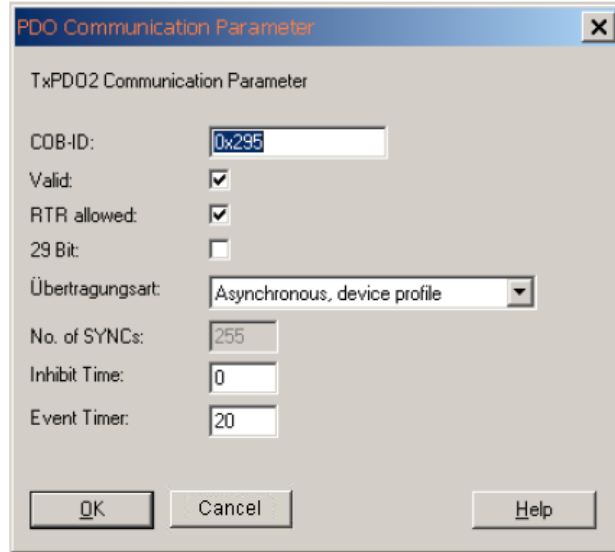 PDO Communication Parameter
TxPDO2 Communication Parameter
COB-ID: 0x295
Valid:
RTR allowed:
29 Bit:
Übertragungsart: Asynchronous, device profile
No. of SYNCs: 255
Inhibit Time: 0
Event Timer: 20
OK Cancel Help